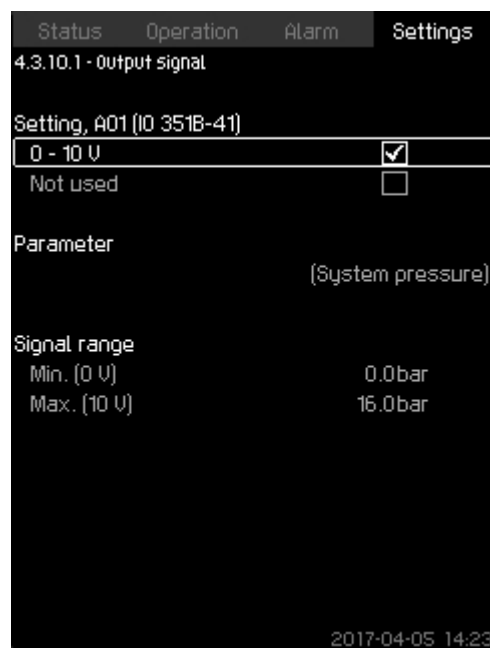 Status Operation Alarm Settings
4.3.10.1 - Output signal
Setting, AO1 (IO 351B-41)
0 - 10 V
Not used
Parameter
(System pressure)
Signal range
Min. (0 V) 0.0bar
Max. (10 V) 16.0bar
2017-04-05 14:23